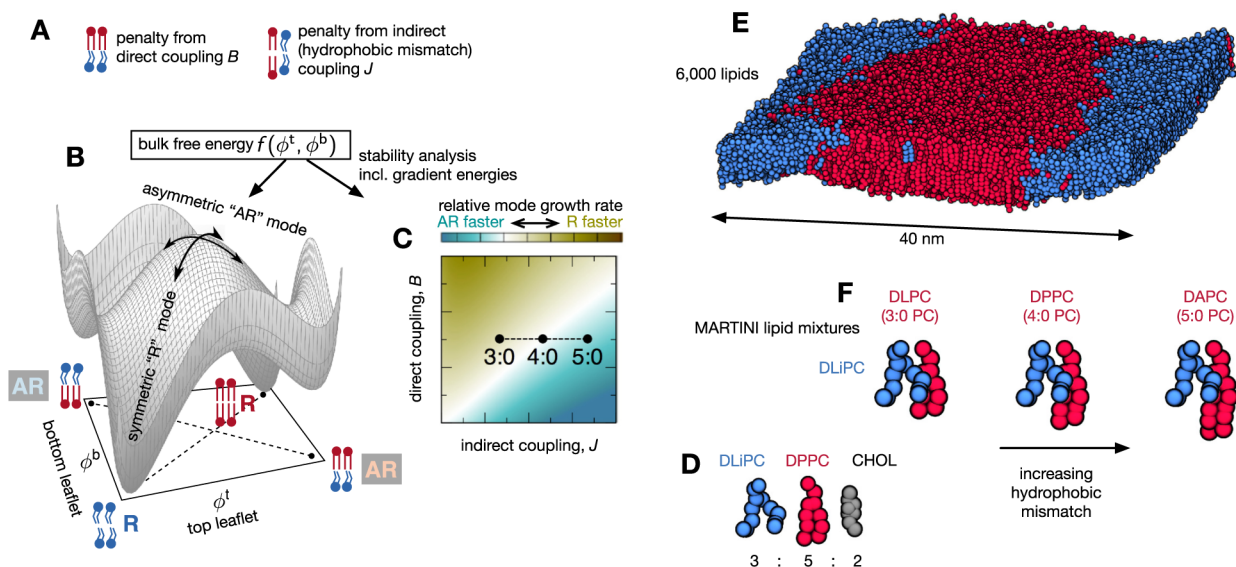 A
penalty from
direct coupling B
penalty from indirect
(hydrophobic mismatch)
coupling J
B
bulk free energy f(ϕᵗ, ϕᵇ)
stability analysis
incl. gradient energies
asymmetric “AR” mode
symmetric “R” mode
AR
R
R
AR
bottom leaflet
ϕᵇ
ϕᵗ
top leaflet
C
relative mode growth rate
AR faster
R faster
direct coupling, B
3:0 4:0 5:0
indirect coupling, J
D
DLiPC DPPC CHOL
3 : 5 : 2
E
6,000 lipids
40 nm
F
MARTINI lipid mixtures
DLPC
(3:0 PC)
DPPC
(4:0 PC)
DAPC
(5:0 PC)
DLiPC
increasing
hydrophobic
mismatch